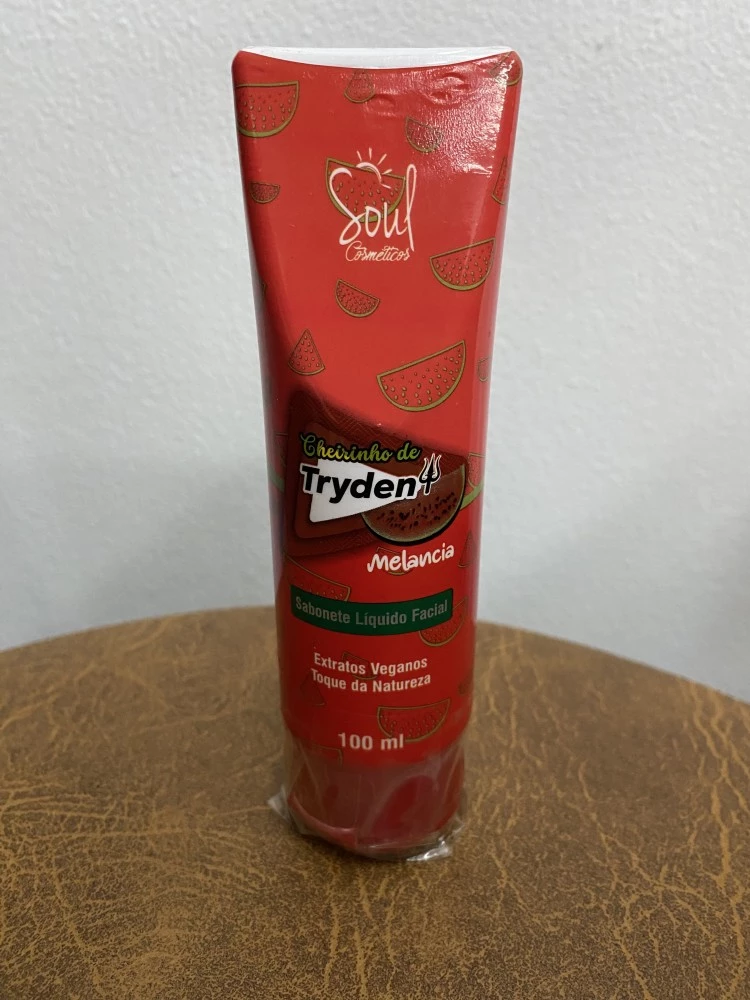 Soul
Cosméticos
Cheirinho de
Tryden
Melancia
Sabonete Líquido Facial
Extratos Veganos
Toque da Natureza
100 ml